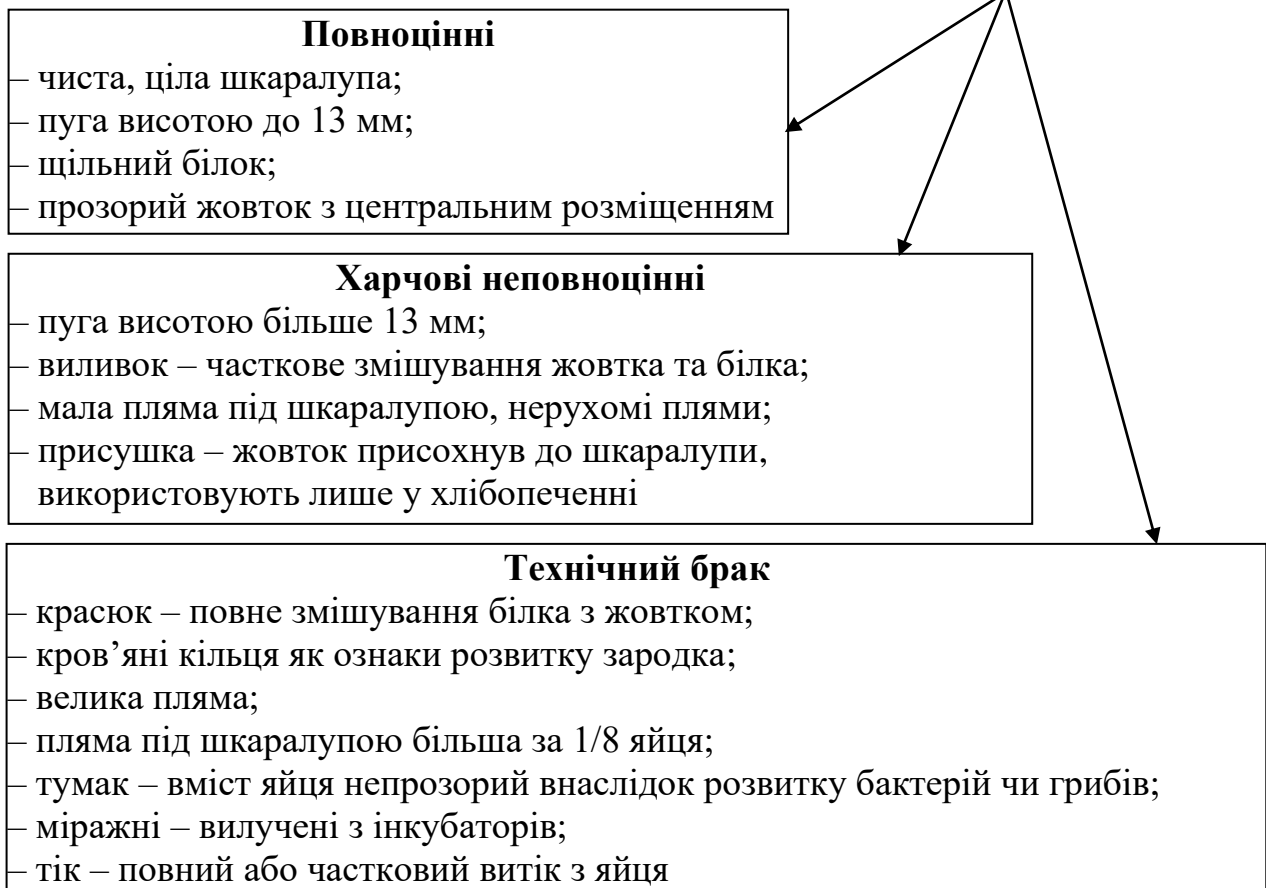 Повноцінні
– чиста, ціла шкаралупа;
– пуга висотою до 13 мм;
– щільний білок;
– прозорий жовток з центральним розміщенням
Харчові неповноцінні
– пуга висотою більше 13 мм;
– виливок – часткове змішування жовтка та білка;
– мала пляма під шкаралупою, нерухомі плями;
– присушка – жовток присохнув до шкаралупи,
використовують лише у хлібопеченні
Технічний брак
– красюк – повне змішування білка з жовтком;
– кров’яні кільця як ознаки розвитку зародка;
– велика пляма;
– пляма під шкаралупою більша за 1/8 яйця;
– тумак – вміст яйця непрозорий внаслідок розвитку бактерій чи грибів;
– міражні – вилучені з інкубаторів;
– тік – повний або частковий витік з яйця